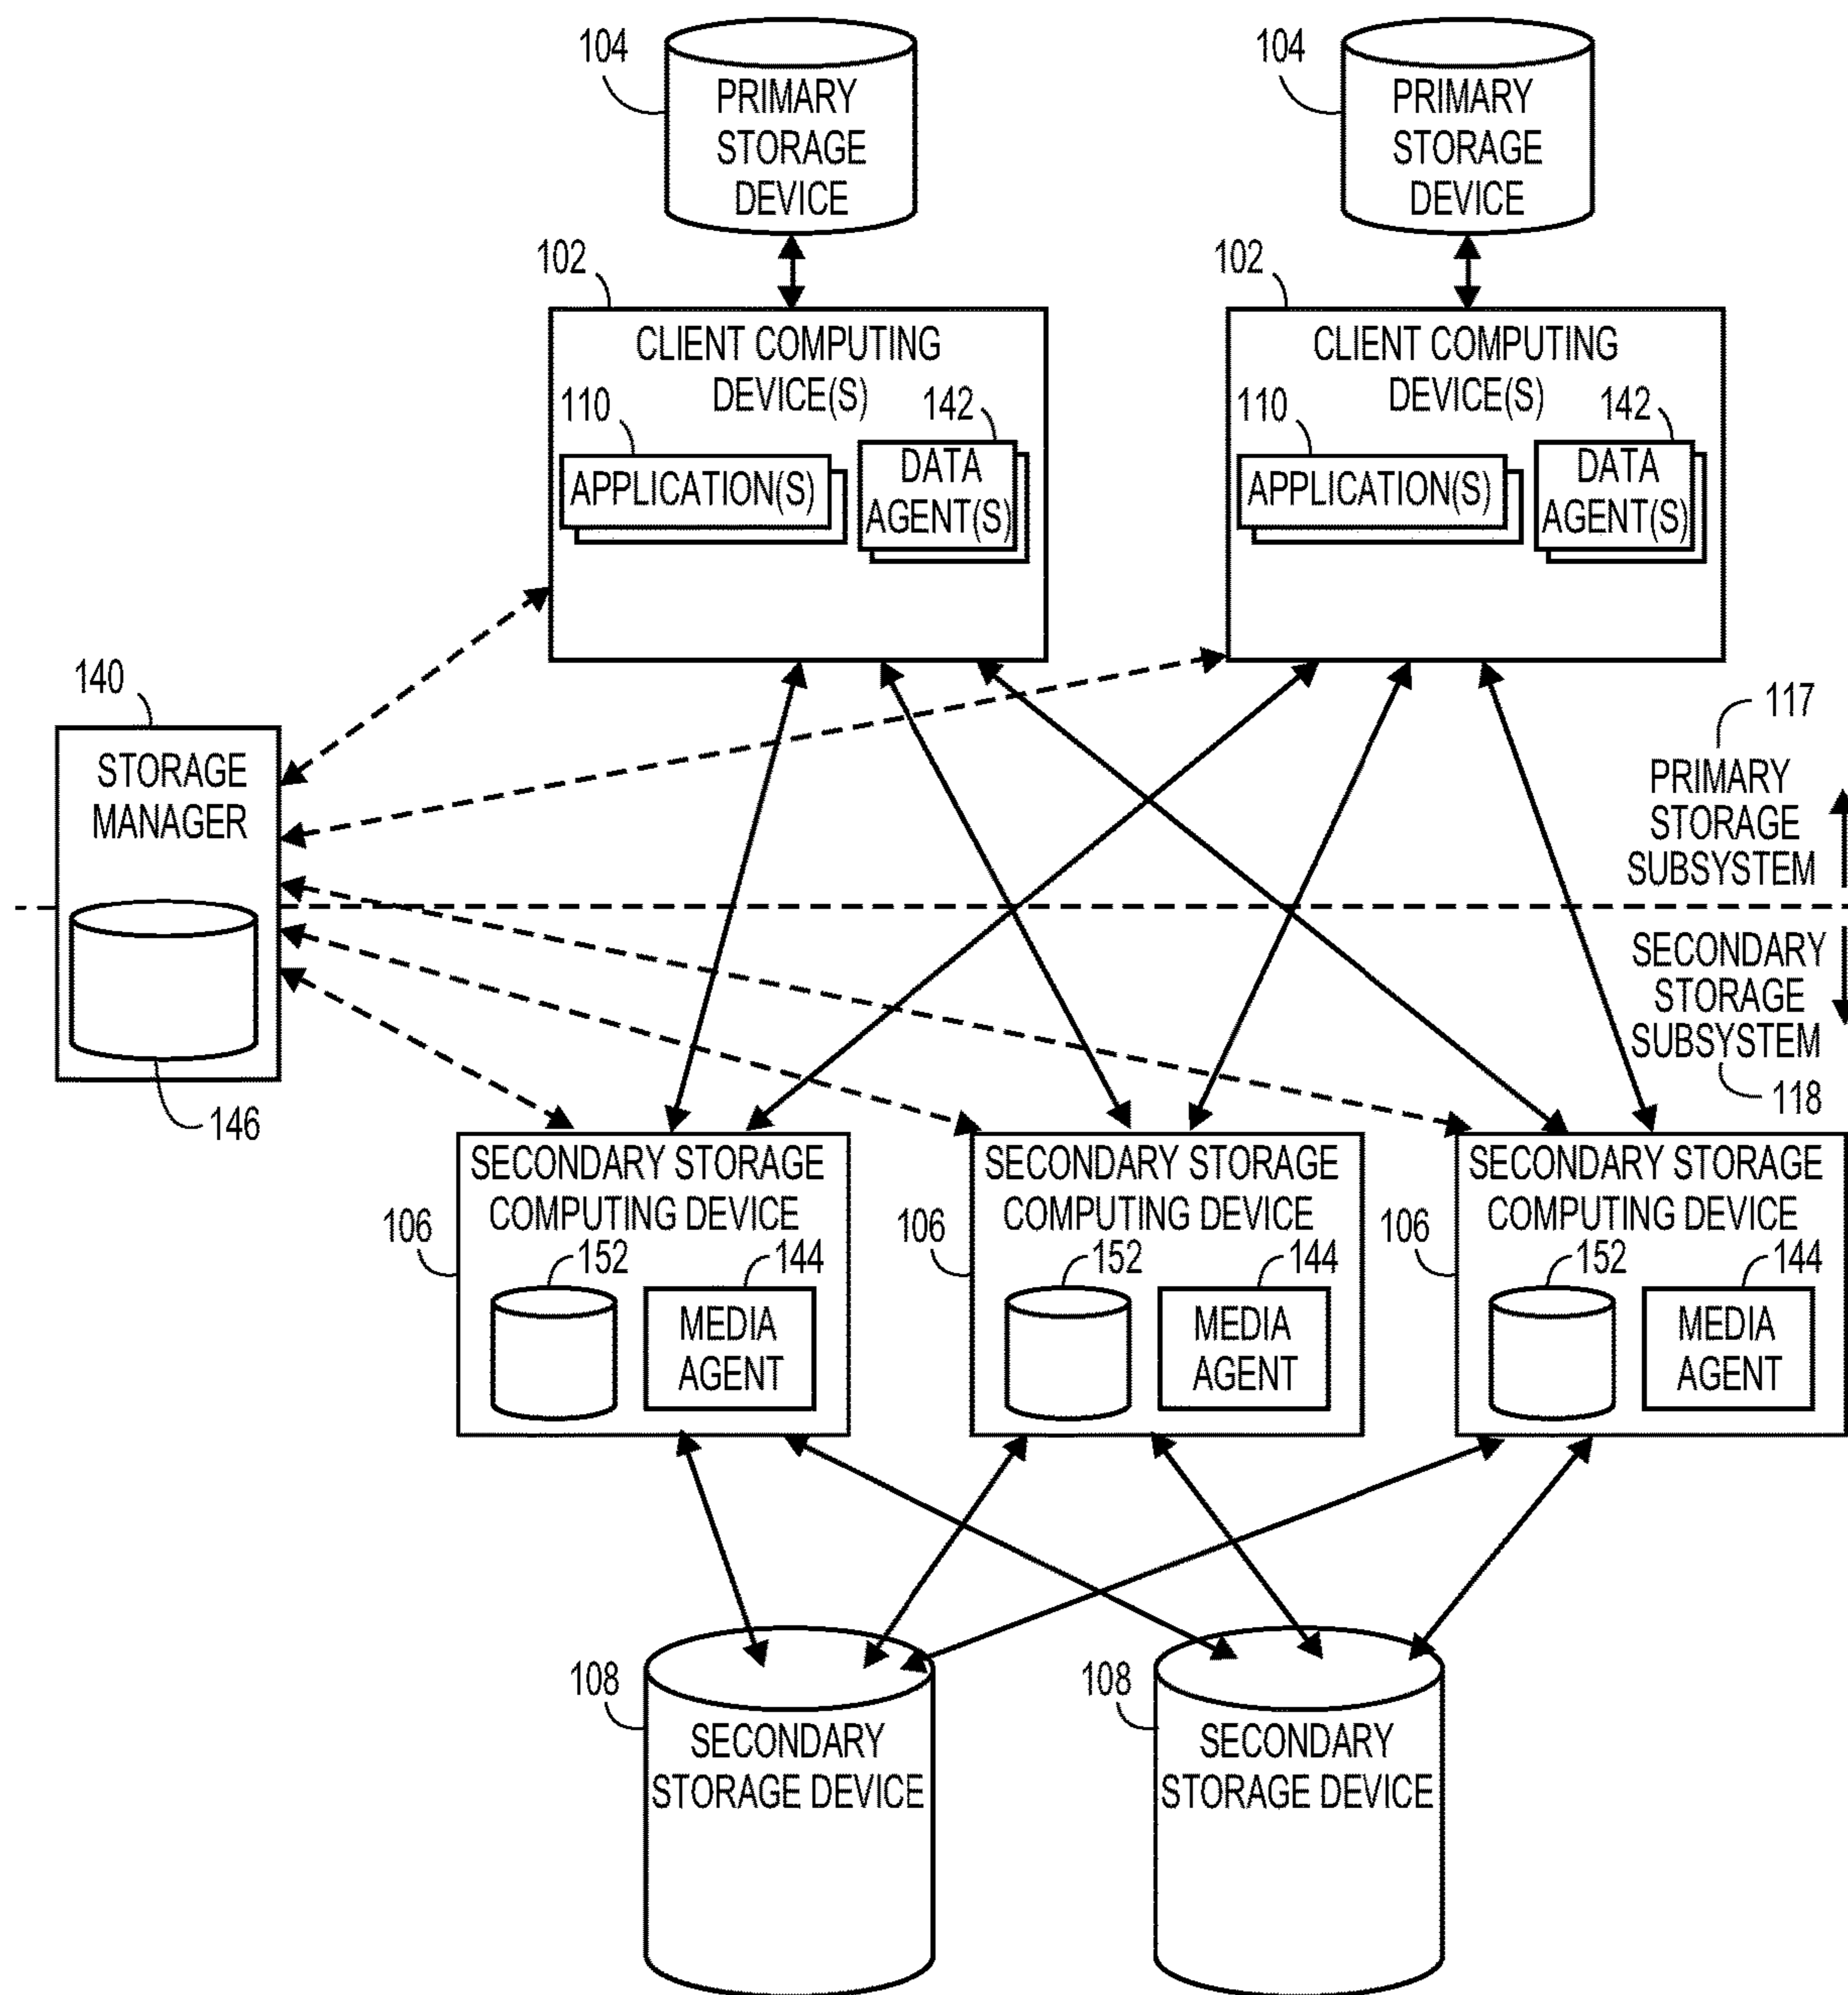 104
PRIMARY
STORAGE
DEVICE
104
PRIMARY
STORAGE
DEVICE
102
CLIENT COMPUTING
DEVICE(S)
110
APPLICATION(S)
142
DATA
AGENT(S)
102
CLIENT COMPUTING
DEVICE(S)
110
APPLICATION(S)
142
DATA
AGENT(S)
140
STORAGE
MANAGER
146
117
PRIMARY
STORAGE
SUBSYSTEM
SECONDARY
STORAGE
SUBSYSTEM
118
SECONDARY STORAGE
COMPUTING DEVICE
106
152
144
MEDIA
AGENT
SECONDARY STORAGE
COMPUTING DEVICE
106
152
144
MEDIA
AGENT
SECONDARY STORAGE
COMPUTING DEVICE
106
152
144
MEDIA
AGENT
108
SECONDARY
STORAGE DEVICE
108
SECONDARY
STORAGE DEVICE